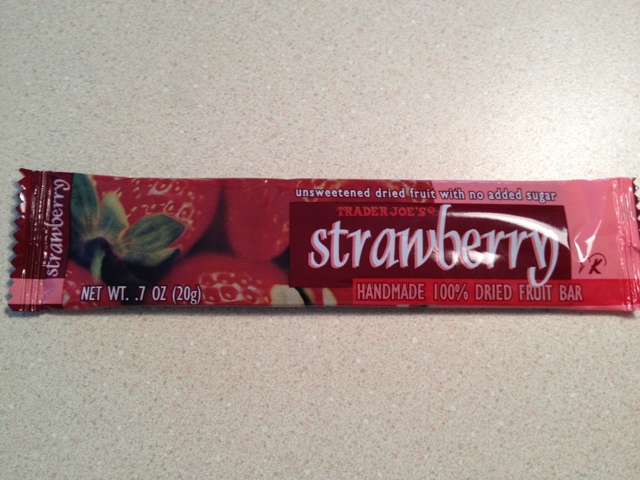 strawberry
unsweetened dried fruit with no added sugar
TRADER JOE'S
strawberry
K
NET WT. .7 OZ (20g)
HANDMADE 100% DRIED FRUIT BAR